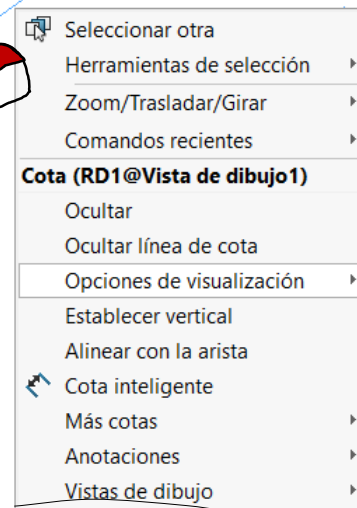 Seleccionar otra
Herramientas de selección
Zoom/Trasladar/Girar
Comandos recientes
Cota (RD1@Vista de dibujo1)
Ocultar
Ocultar línea de cota
Opciones de visualización
Establecer vertical
Alinear con la arista
Cota inteligente
Más cotas
Anotaciones
Vistas de dibujo